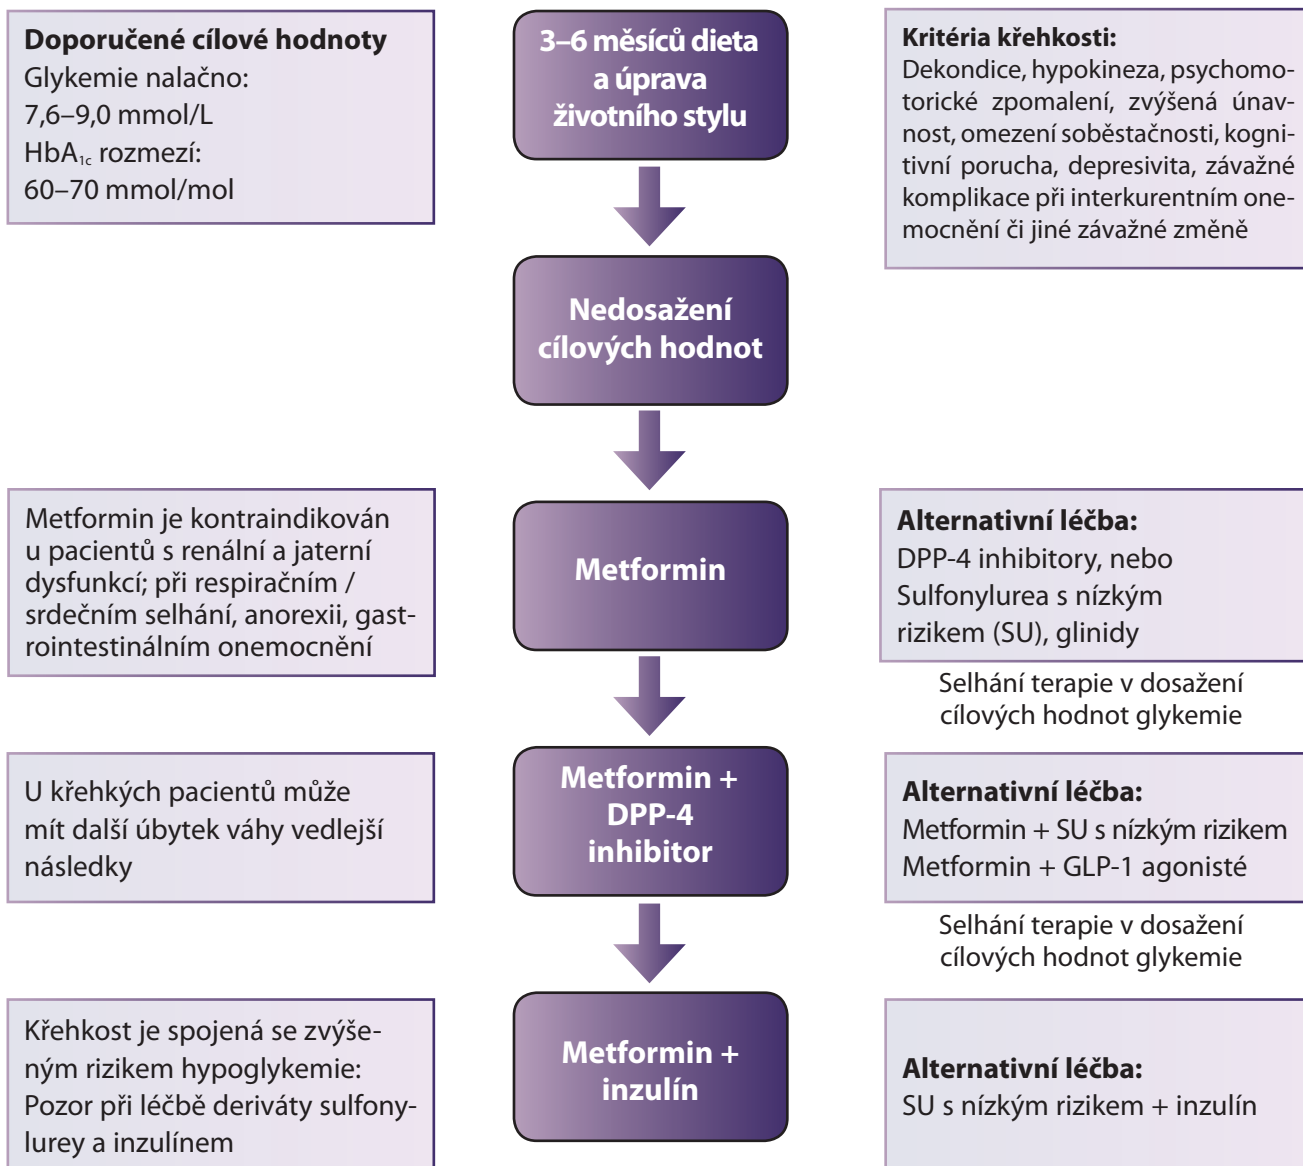 Doporučené cílové hodnoty
Glykemie nalačno:
7,6–9,0 mmol/L
HbA1c rozmezí:
60–70 mmol/mol
3–6 měsíců dieta
a úprava
životního stylu
Kritéria křehkosti:
Dekondice, hypokineza, psychomo-
torické zpomalení, zvýšená únav-
nost, omezení soběstačnosti, kogni-
tivní porucha, depresivita, závažné
komplikace při interkurentním one-
mocnění či jiné závažné změně
Nedosažení
cílových hodnot
Metformin je kontraindikován
u pacientů s renální a jaterní
dysfunkcí; při respiračním /
srdečním selhání, anorexii, gast-
rointestinálním onemocnění
Metformin
Alternativní léčba:
DPP-4 inhibitory, nebo
Sulfonylurea s nízkým
rizikem (SU), glinidy
Selhání terapie v dosažení
cílových hodnot glykemie
U křehkých pacientů může
mít další úbytek váhy vedlejší
následky
Metformin +
DPP-4
inhibitor
Alternativní léčba:
Metformin + SU s nízkým rizikem
Metformin + GLP-1 agonisté
Selhání terapie v dosažení
cílových hodnot glykemie
Křehkost je spojená se zvýše-
ným rizikem hypoglykemie:
Pozor při léčbě deriváty sulfony-
lurey a inzulínem
Metformin +
inzulín
Alternativní léčba:
SU s nízkým rizikem + inzulín